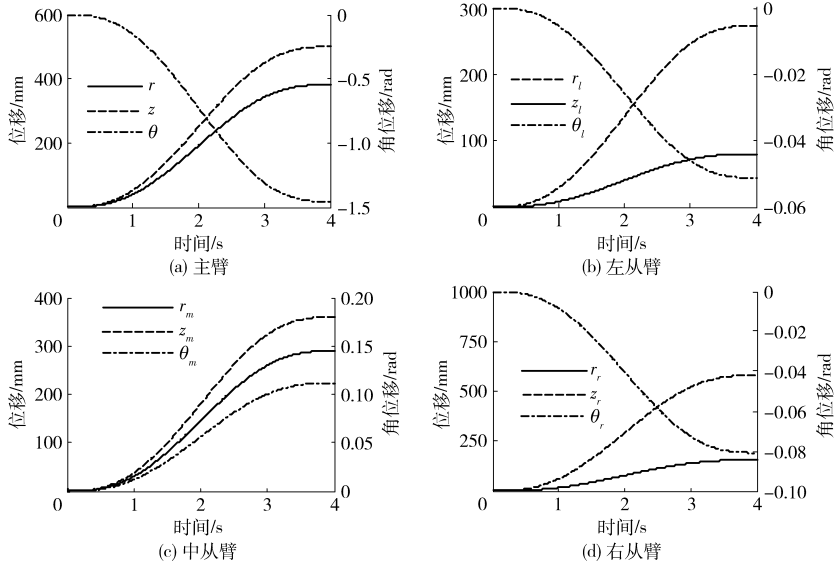 600
400
200
0
位移/mm
r
z
θ
0
−0.5
−1.0
−1.5
角位移/rad
1
2
3
4
时间/s
(a) 主臂
300
200
100
0
位移/mm
r_l
z_l
θ_l
0
−0.02
−0.04
−0.06
角位移/rad
1
2
3
4
时间/s
(b) 左从臂
400
300
200
100
0
位移/mm
r_m
z_m
θ_m
0.20
0.15
0.10
0.05
0
角位移/rad
1
2
3
4
时间/s
(c) 中从臂
1000
750
500
250
0
位移/mm
r_r
z_r
θ_r
0
−0.02
−0.04
−0.06
−0.08
−0.10
角位移/rad
1
2
3
4
时间/s
(d) 右从臂